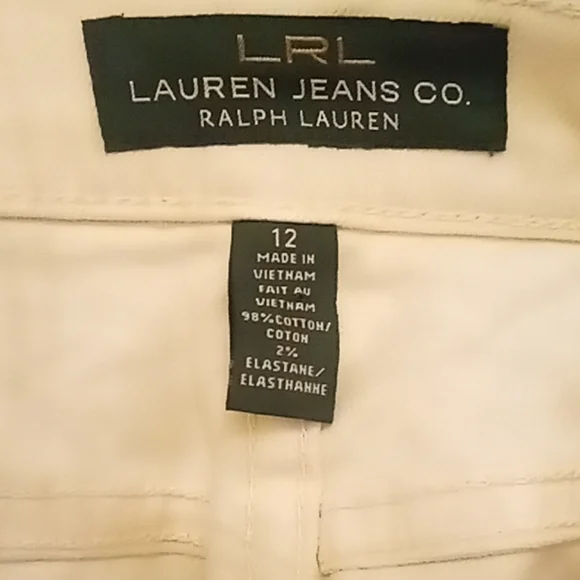 LRL
LAUREN JEANS CO.
RALPH LAUREN
12
MADE IN
VIETNAM
FAIT AU
VIETNAM
98% COTTON/
COTON
2%
ELASTANE/
ELASTHANNE